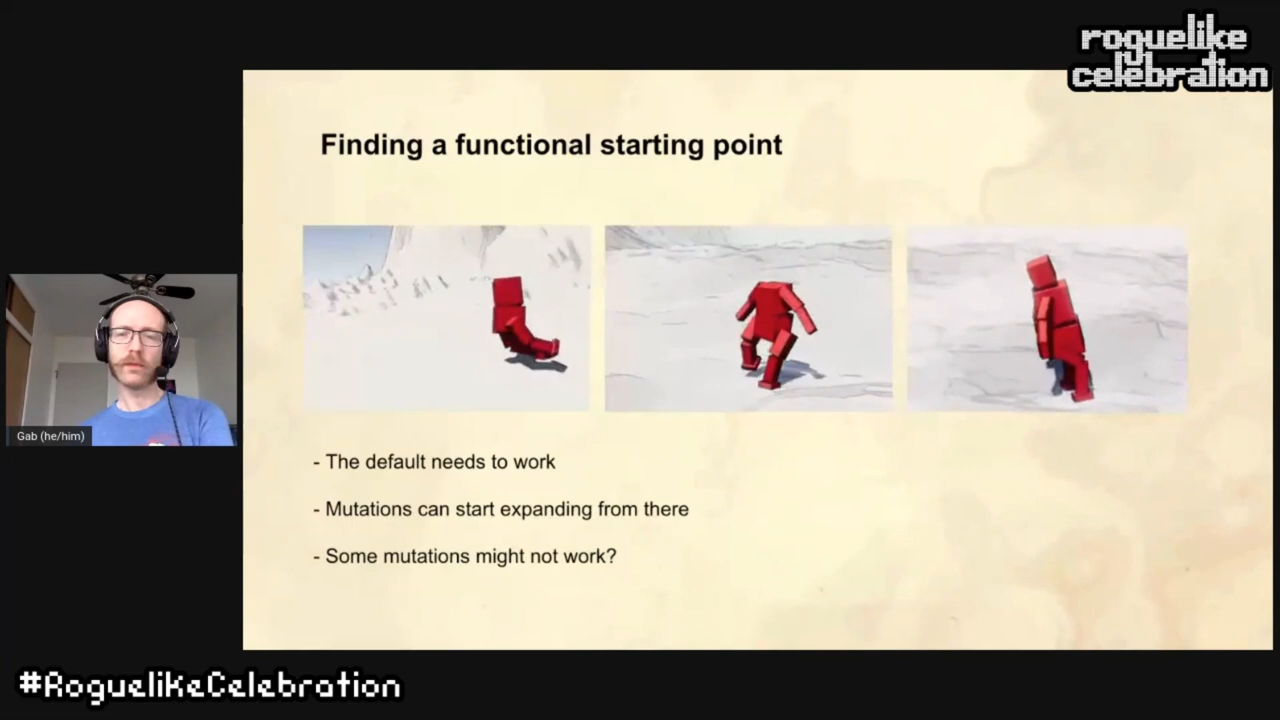 roguelike
celebration
Finding a functional starting point
Gab (he/him)
- The default needs to work
- Mutations can start expanding from there
- Some mutations might not work?
#RoguelikeCelebration